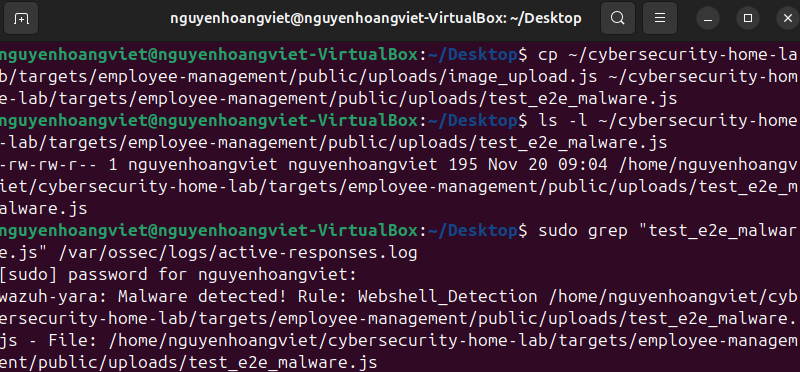 nguyenhoangviet@nguyenhoangviet-VirtualBox: ~/Desktop
nguyenhoangviet@nguyenhoangviet-VirtualBox:~/Desktop$ cp ~/cybersecurity-home-la
b/targets/employee-management/public/uploads/image_upload.js ~/cybersecurity-hom
e-lab/targets/employee-management/public/uploads/test_e2e_malware.js
nguyenhoangviet@nguyenhoangviet-VirtualBox:~/Desktop$ ls -l ~/cybersecurity-home
-lab/targets/employee-management/public/uploads/test_e2e_malware.js
-rw-rw-r-- 1 nguyenhoangviet nguyenhoangviet 195 Nov 20 09:04 /home/nguyenhoangv
iet/cybersecurity-home-lab/targets/employee-management/public/uploads/test_e2e_m
alware.js
nguyenhoangviet@nguyenhoangviet-VirtualBox:~/Desktop$ sudo grep "test_e2e_malwar
e.js" /var/ossec/logs/active-responses.log
[sudo] password for nguyenhoangviet:
wazuh-yara: Malware detected! Rule: Webshell_Detection /home/nguyenhoangviet/cyb
ersecurity-home-lab/targets/employee-management/public/uploads/test_e2e_malware.
js - File: /home/nguyenhoangviet/cybersecurity-home-lab/targets/employee-managem
ent/public/uploads/test_e2e_malware.js